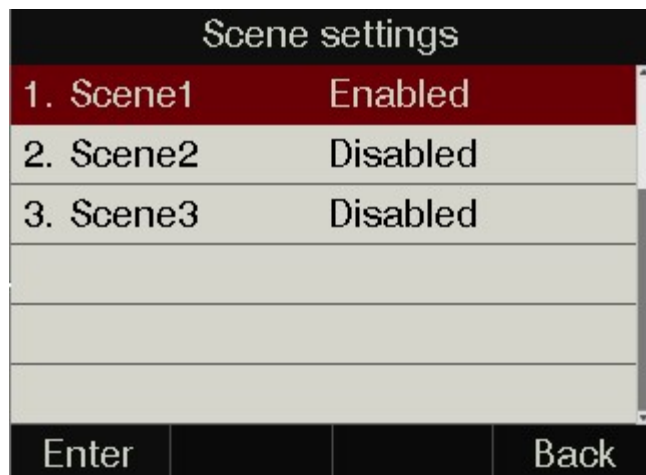 Scene settings
1. Scene1 Enabled
2. Scene2 Disabled
3. Scene3 Disabled
Enter Back